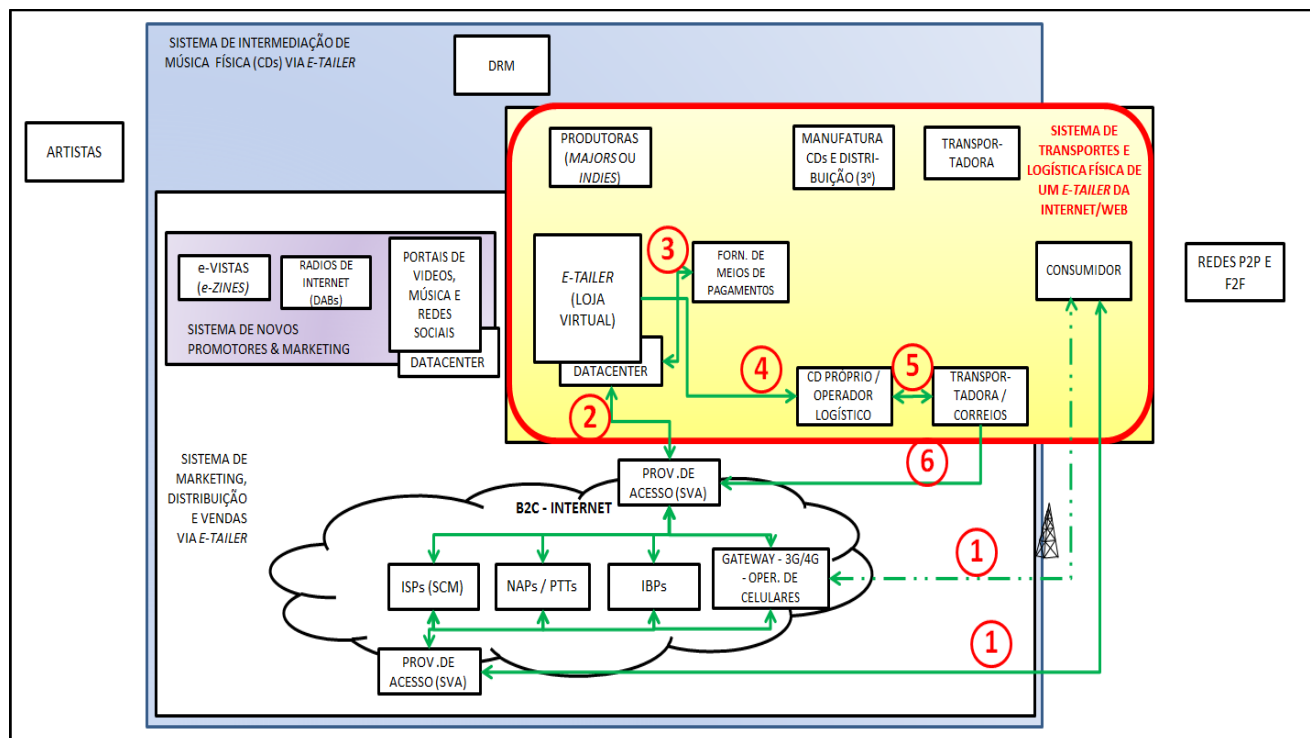 SISTEMA DE INTERMEDIAÇÃO DE
MÚSICA FÍSICA (CDs) VIA E-TAILER
DRM
ARTISTAS
PRODUTORAS
(MAJORS OU
INDIES)
MANUFATURA
CDs E DISTRI-
BUIÇÃO (3º)
TRANSPOR-
TADORA
SISTEMA DE
TRANSPORTES E
LOGÍSTICA FÍSICA DE
UM E-TAILER DA
INTERNET/WEB
e-VISTAS
(e-ZINES)
RADIOS DE
INTERNET
(DABs)
PORTAIS DE
VIDEOS,
MÚSICA E
REDES
SOCIAIS
SISTEMA DE NOVOS
PROMOTORES & MARKETING
DATACENTER
E-TAILER
(LOJA
VIRTUAL)
DATACENTER
3
FORN. DE
MEIOS DE
PAGAMENTOS
CONSUMIDOR
REDES P2P E
F2F
4
CD PRÓPRIO /
OPERADOR
LOGÍSTICO
5
TRANSPOR-
TADORA /
CORREIOS
2
6
SISTEMA DE
MARKETING,
DISTRIBUIÇÃO
E VENDAS
VIA E-TAILER
PROV.DE
ACESSO (SVA)
B2C - INTERNET
ISPs (SCM)
NAPs / PTTs
IBPs
GATEWAY - 3G/4G
- OPER. DE
CELULARES
1
1
PROV .DE
ACESSO (SVA)